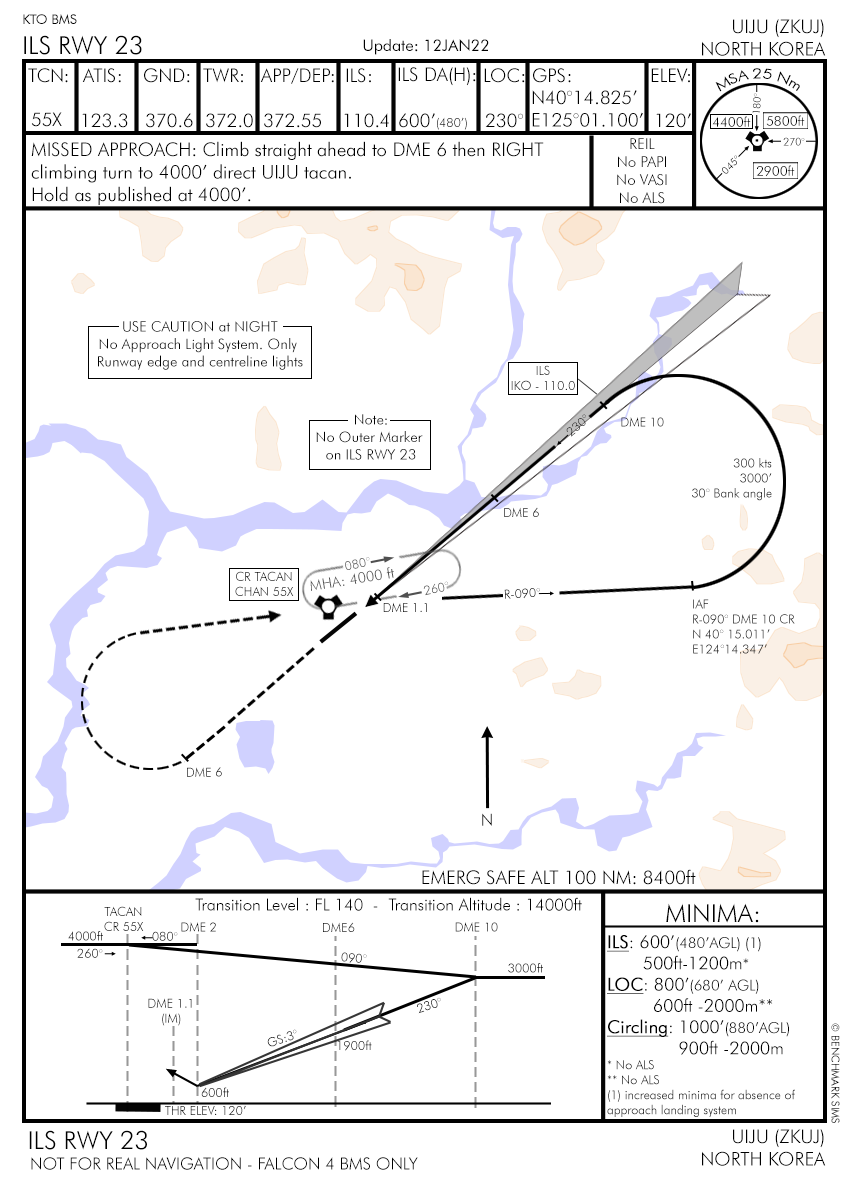 KTO BMS
ILS RWY 23
Update: 12JAN22
UIJU (ZKUJ)
NORTH KOREA
TCN:
55X
ATIS:
123.3
GND:
370.6
TWR:
372.0
APP/DEP:
372.55
ILS:
110.4
ILS DA(H):
600’(480’)
LOC:
230°
GPS:
N40°14.825’
E125°01.100’
ELEV:
120’
MSA 25 Nm
180°
4400ft
5800ft
270°
045°
2900ft
MISSED APPROACH: Climb straight ahead to DME 6 then RIGHT
climbing turn to 4000’ direct UIJU tacan.
Hold as published at 4000’.
REIL
No PAPI
No VASI
No ALS
USE CAUTION at NIGHT
No Approach Light System. Only
Runway edge and centreline lights
ILS
IKO - 110.0
Note:
No Outer Marker
on ILS RWY 23
230°
DME 10
300 kts
3000’
30° Bank angle
DME 6
080°
MHA: 4000 ft
260°
CR TACAN
CHAN 55X
DME 1.1
R-090°
IAF
R-090° DME 10 CR
N 40° 15.011’
E124°14.347’
DME 6
N
EMERG SAFE ALT 100 NM: 8400ft
Transition Level : FL 140 - Transition Altitude : 14000ft
TACAN
CR 55X
DME 2
DME6
DME 10
4000ft
080°
260°
090°
3000ft
DME 1.1
(IM)
GS:3°
230°
1900ft
600ft
THR ELEV: 120’
MINIMA:
ILS: 600’(480’AGL) (1)
500ft-1200m*
LOC: 800’(680’ AGL)
600ft -2000m**
Circling: 1000’(880’AGL)
900ft -2000m
* No ALS
** No ALS
(1) increased minima for absence of
approach landing system
© BENCHMARK SIMS
ILS RWY 23
NOT FOR REAL NAVIGATION - FALCON 4 BMS ONLY
UIJU (ZKUJ)
NORTH KOREA